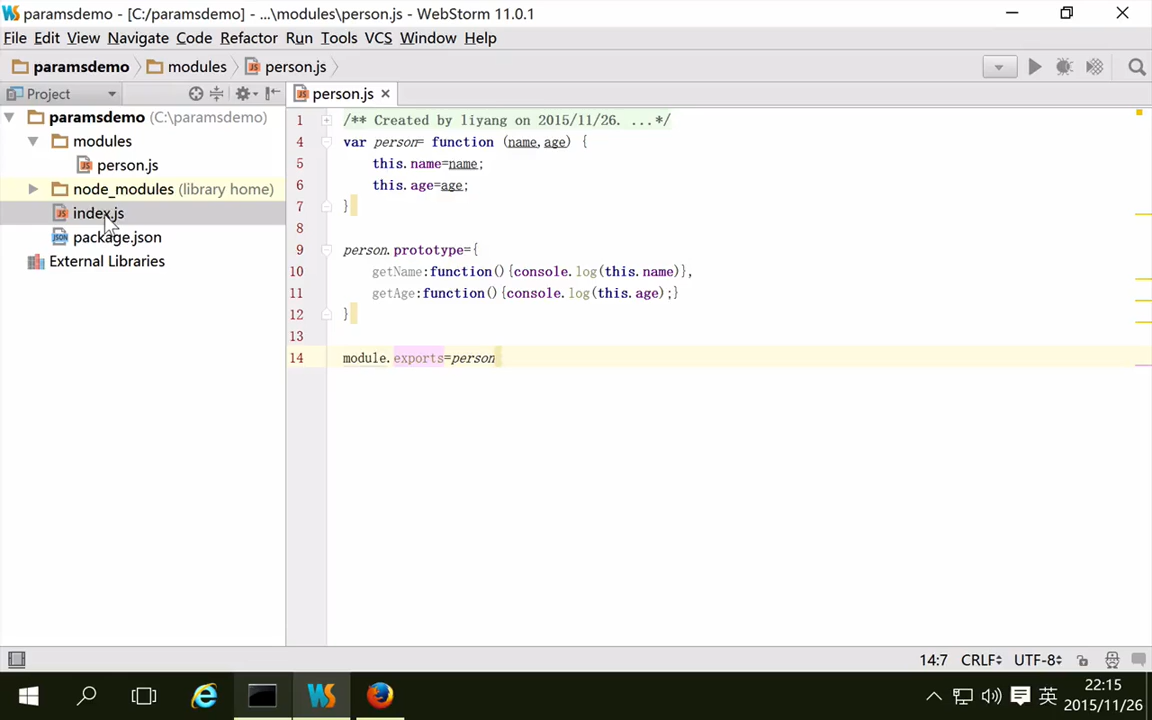 paramsdemo - [C:/paramsdemo] - ...\modules\person.js - WebStorm 11.0.1
File Edit View Navigate Code Refactor Run Tools VCS Window Help
paramsdemo modules person.js
Project
person.js
paramsdemo (C:\paramsdemo)
modules
person.js
node_modules (library home)
index.js
package.json
External Libraries
1 /** Created by liyang on 2015/11/26. ...*/
4 var person= function (name,age) {
5 this.name=name;
6 this.age=age;
7 }
8
9 person.prototype={
10 getName:function(){console.log(this.name)},
11 getAge:function(){console.log(this.age);}
12 }
13
14 module.exports=person
14:7 CRLF UTF-8
英
22:15
2015/11/26